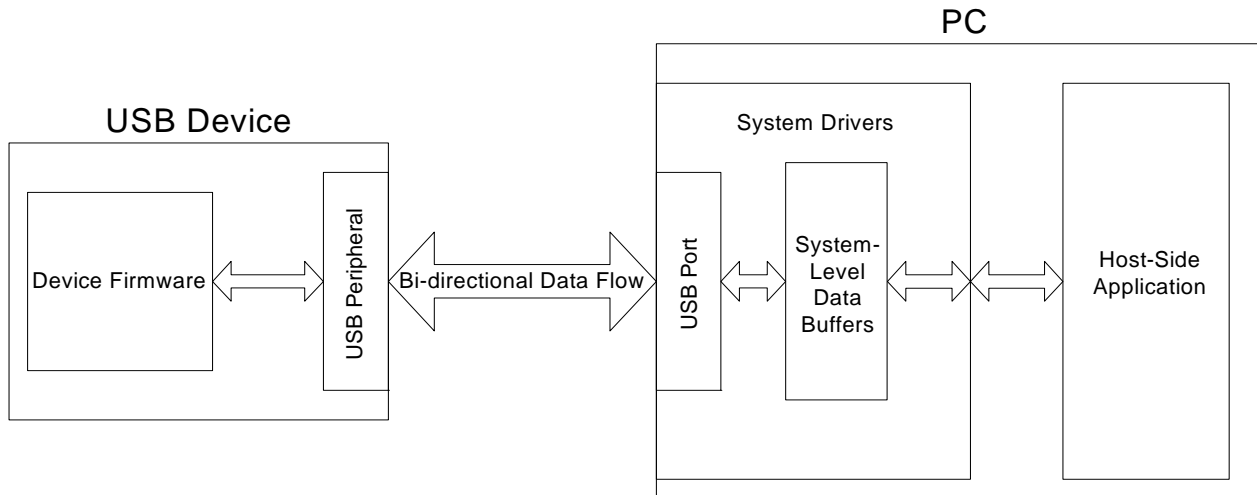 PC
USB Device
System Drivers
Device Firmware
USB Peripheral
Bi-directional Data Flow
USB Port
System-
Level
Data
Buffers
Host-Side
Application